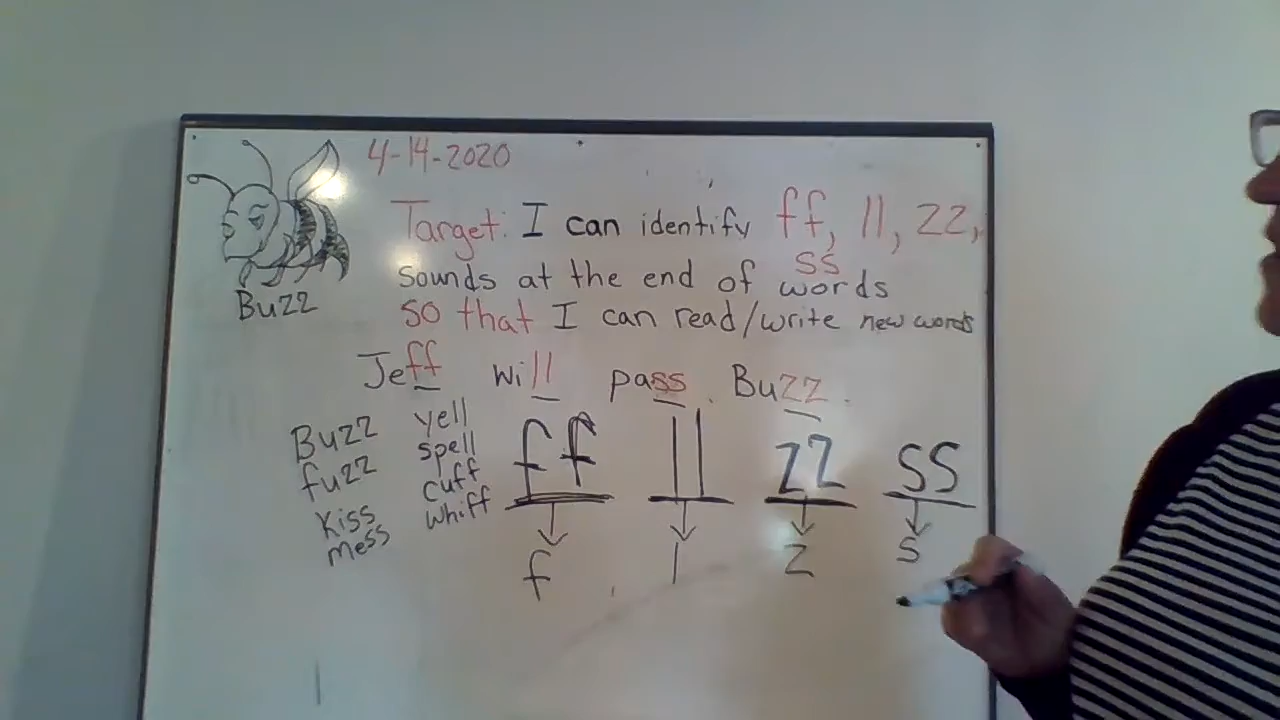 4-14-2020
Target: I can identify ff, ll, zz,
ss
sounds at the end of words
so that I can read/write new words
Buzz
Jeff will pass Buzz.
Buzz yell
fuzz spell
Kiss cuff
mess whiff
ff ll zz ss
f l z s